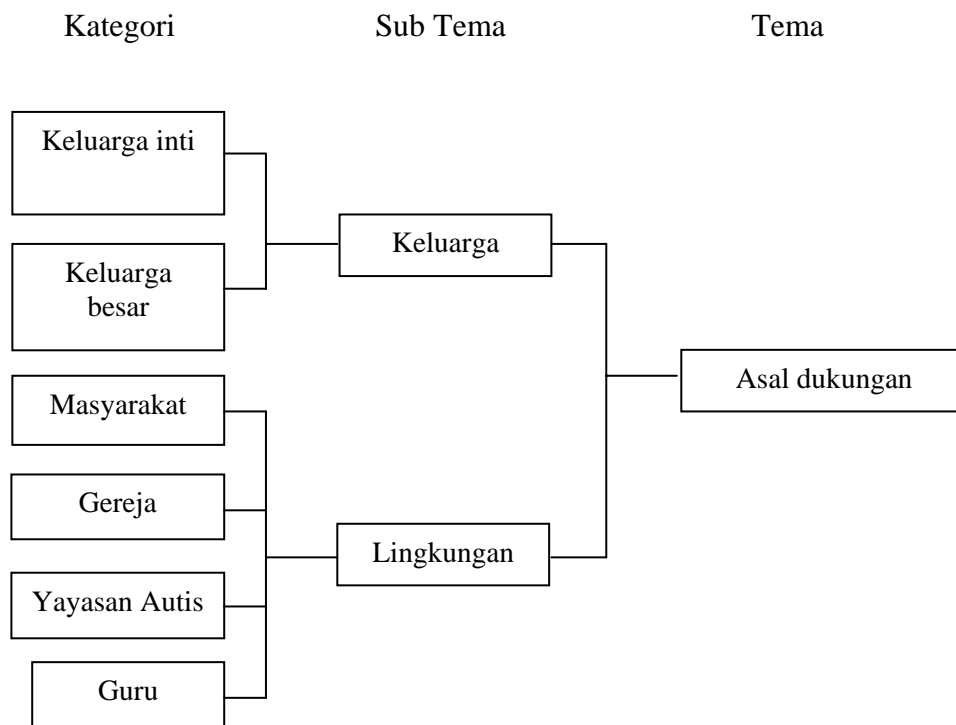 Kategori Sub Tema Tema
Keluarga inti
Keluarga
Keluarga
besar
Asal dukungan
Masyarakat
Gereja
Lingkungan
Yayasan Autis
Guru